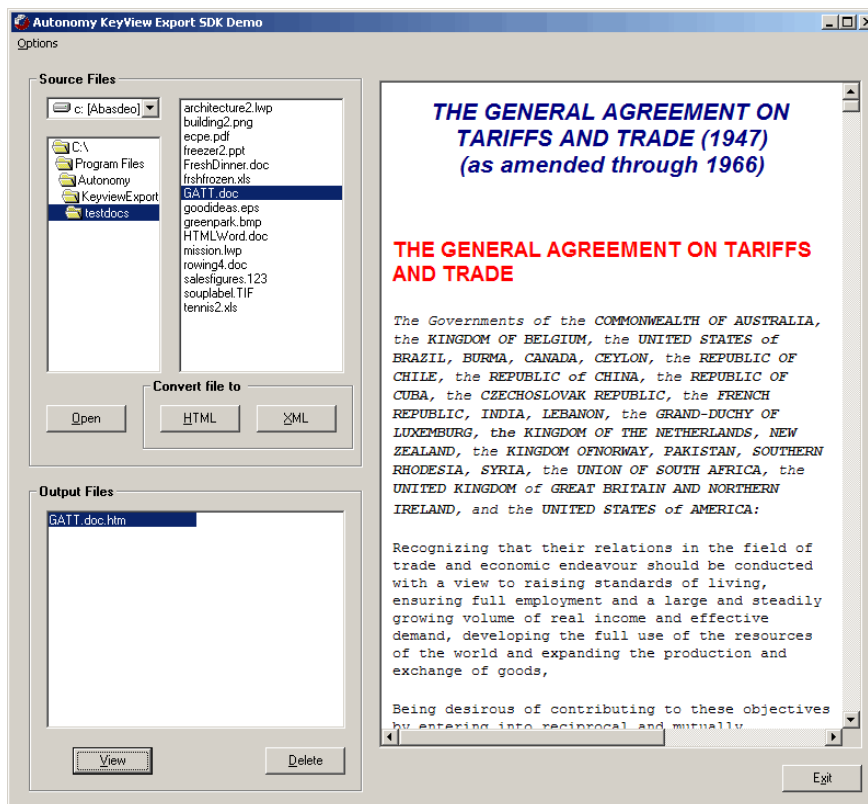 Autonomy KeyView Export SDK Demo
Options
Source Files
c: [Abasdeo]
C:\
Program Files
Autonomy
KeyviewExport
testdocs
architecture2.lwp
building2.png
ecpe.pdf
freezer2.ppt
FreshDinner.doc
frshfrozen.xls
GATT.doc
goodideas.eps
greenpark.bmp
HTMLWord.doc
mission.lwp
rowing4.doc
salesfigures.123
souplabel.TIF
tennis2.xls
Open
Convert file to
HTML
XML
Output Files
GATT.doc.htm
View
Delete
THE GENERAL AGREEMENT ON
TARIFFS AND TRADE (1947)
(as amended through 1966)
THE GENERAL AGREEMENT ON TARIFFS
AND TRADE
The Governments of the COMMONWEALTH OF AUSTRALIA,
the KINGDOM OF BELGIUM, the UNITED STATES of
BRAZIL, BURMA, CANADA, CEYLON, the REPUBLIC OF
CHILE, the REPUBLIC of CHINA, the REPUBLIC OF
CUBA, the CZECHOSLOVAK REPUBLIC, the FRENCH
REPUBLIC, INDIA, LEBANON, the GRAND-DUCHY OF
LUXEMBURG, the KINGDOM OF THE NETHERLANDS, NEW
ZEALAND, the KINGDOM OFNORWAY, PAKISTAN, SOUTHERN
RHODESIA, SYRIA, the UNION OF SOUTH AFRICA, the
UNITED KINGDOM of GREAT BRITAIN AND NORTHERN
IRELAND, and the UNITED STATES of AMERICA:
Recognizing that their relations in the field of
trade and economic endeavour should be conducted
with a view to raising standards of living,
ensuring full employment and a large and steadily
growing volume of real income and effective
demand, developing the full use of the resources
of the world and expanding the production and
exchange of goods,
Being desirous of contributing to these objectives
by entering into reciprocal and mutually
Exit